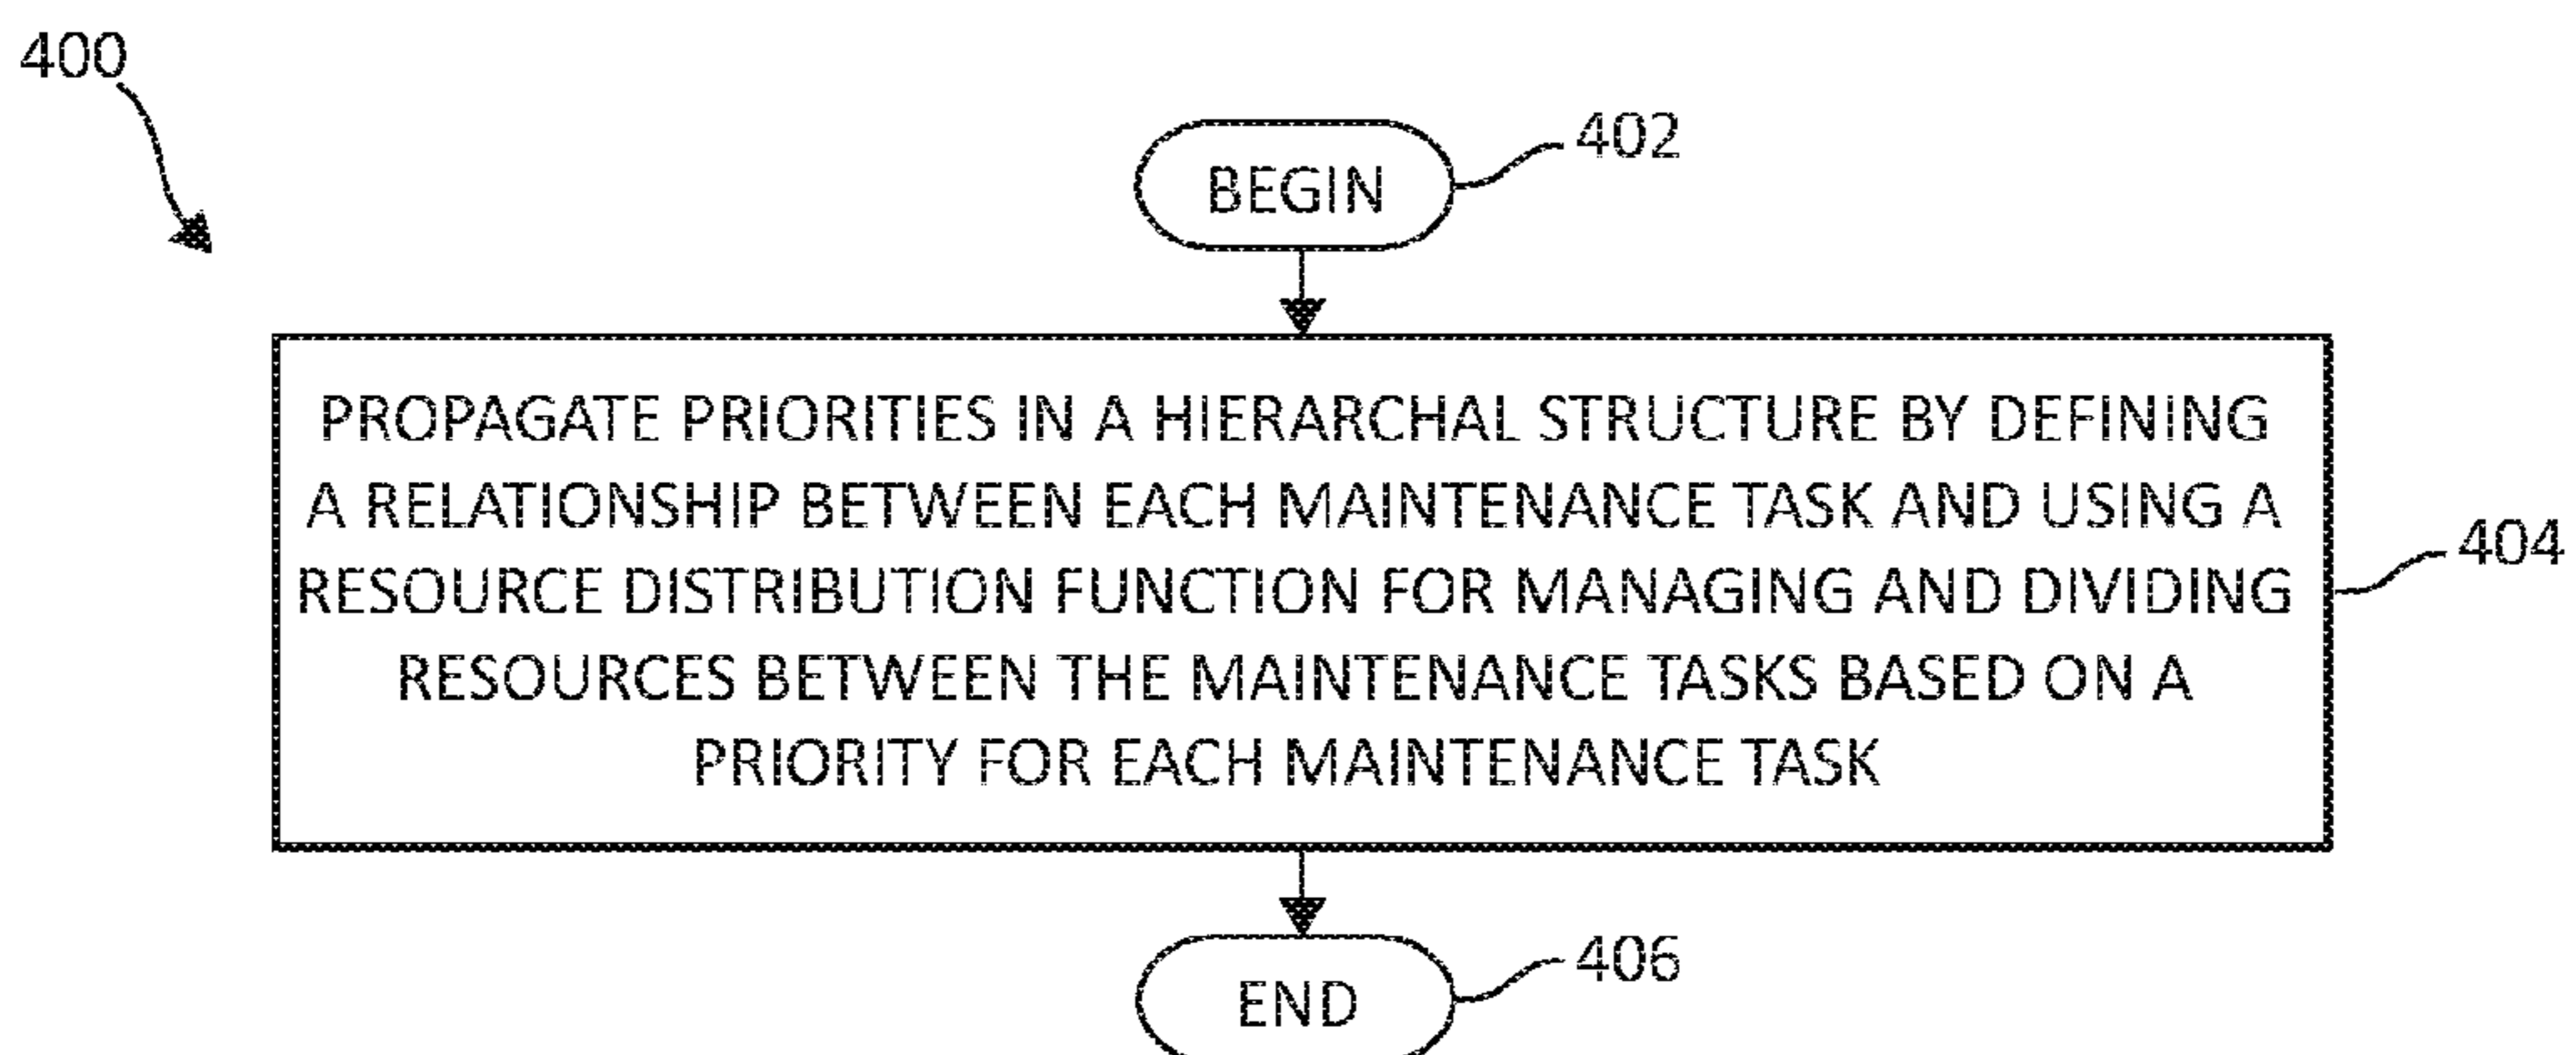 400
BEGIN
402
PROPAGATE PRIORITIES IN A HIERARCHAL STRUCTURE BY DEFINING
A RELATIONSHIP BETWEEN EACH MAINTENANCE TASK AND USING A
RESOURCE DISTRIBUTION FUNCTION FOR MANAGING AND DIVIDING
RESOURCES BETWEEN THE MAINTENANCE TASKS BASED ON A
PRIORITY FOR EACH MAINTENANCE TASK
404
END
406